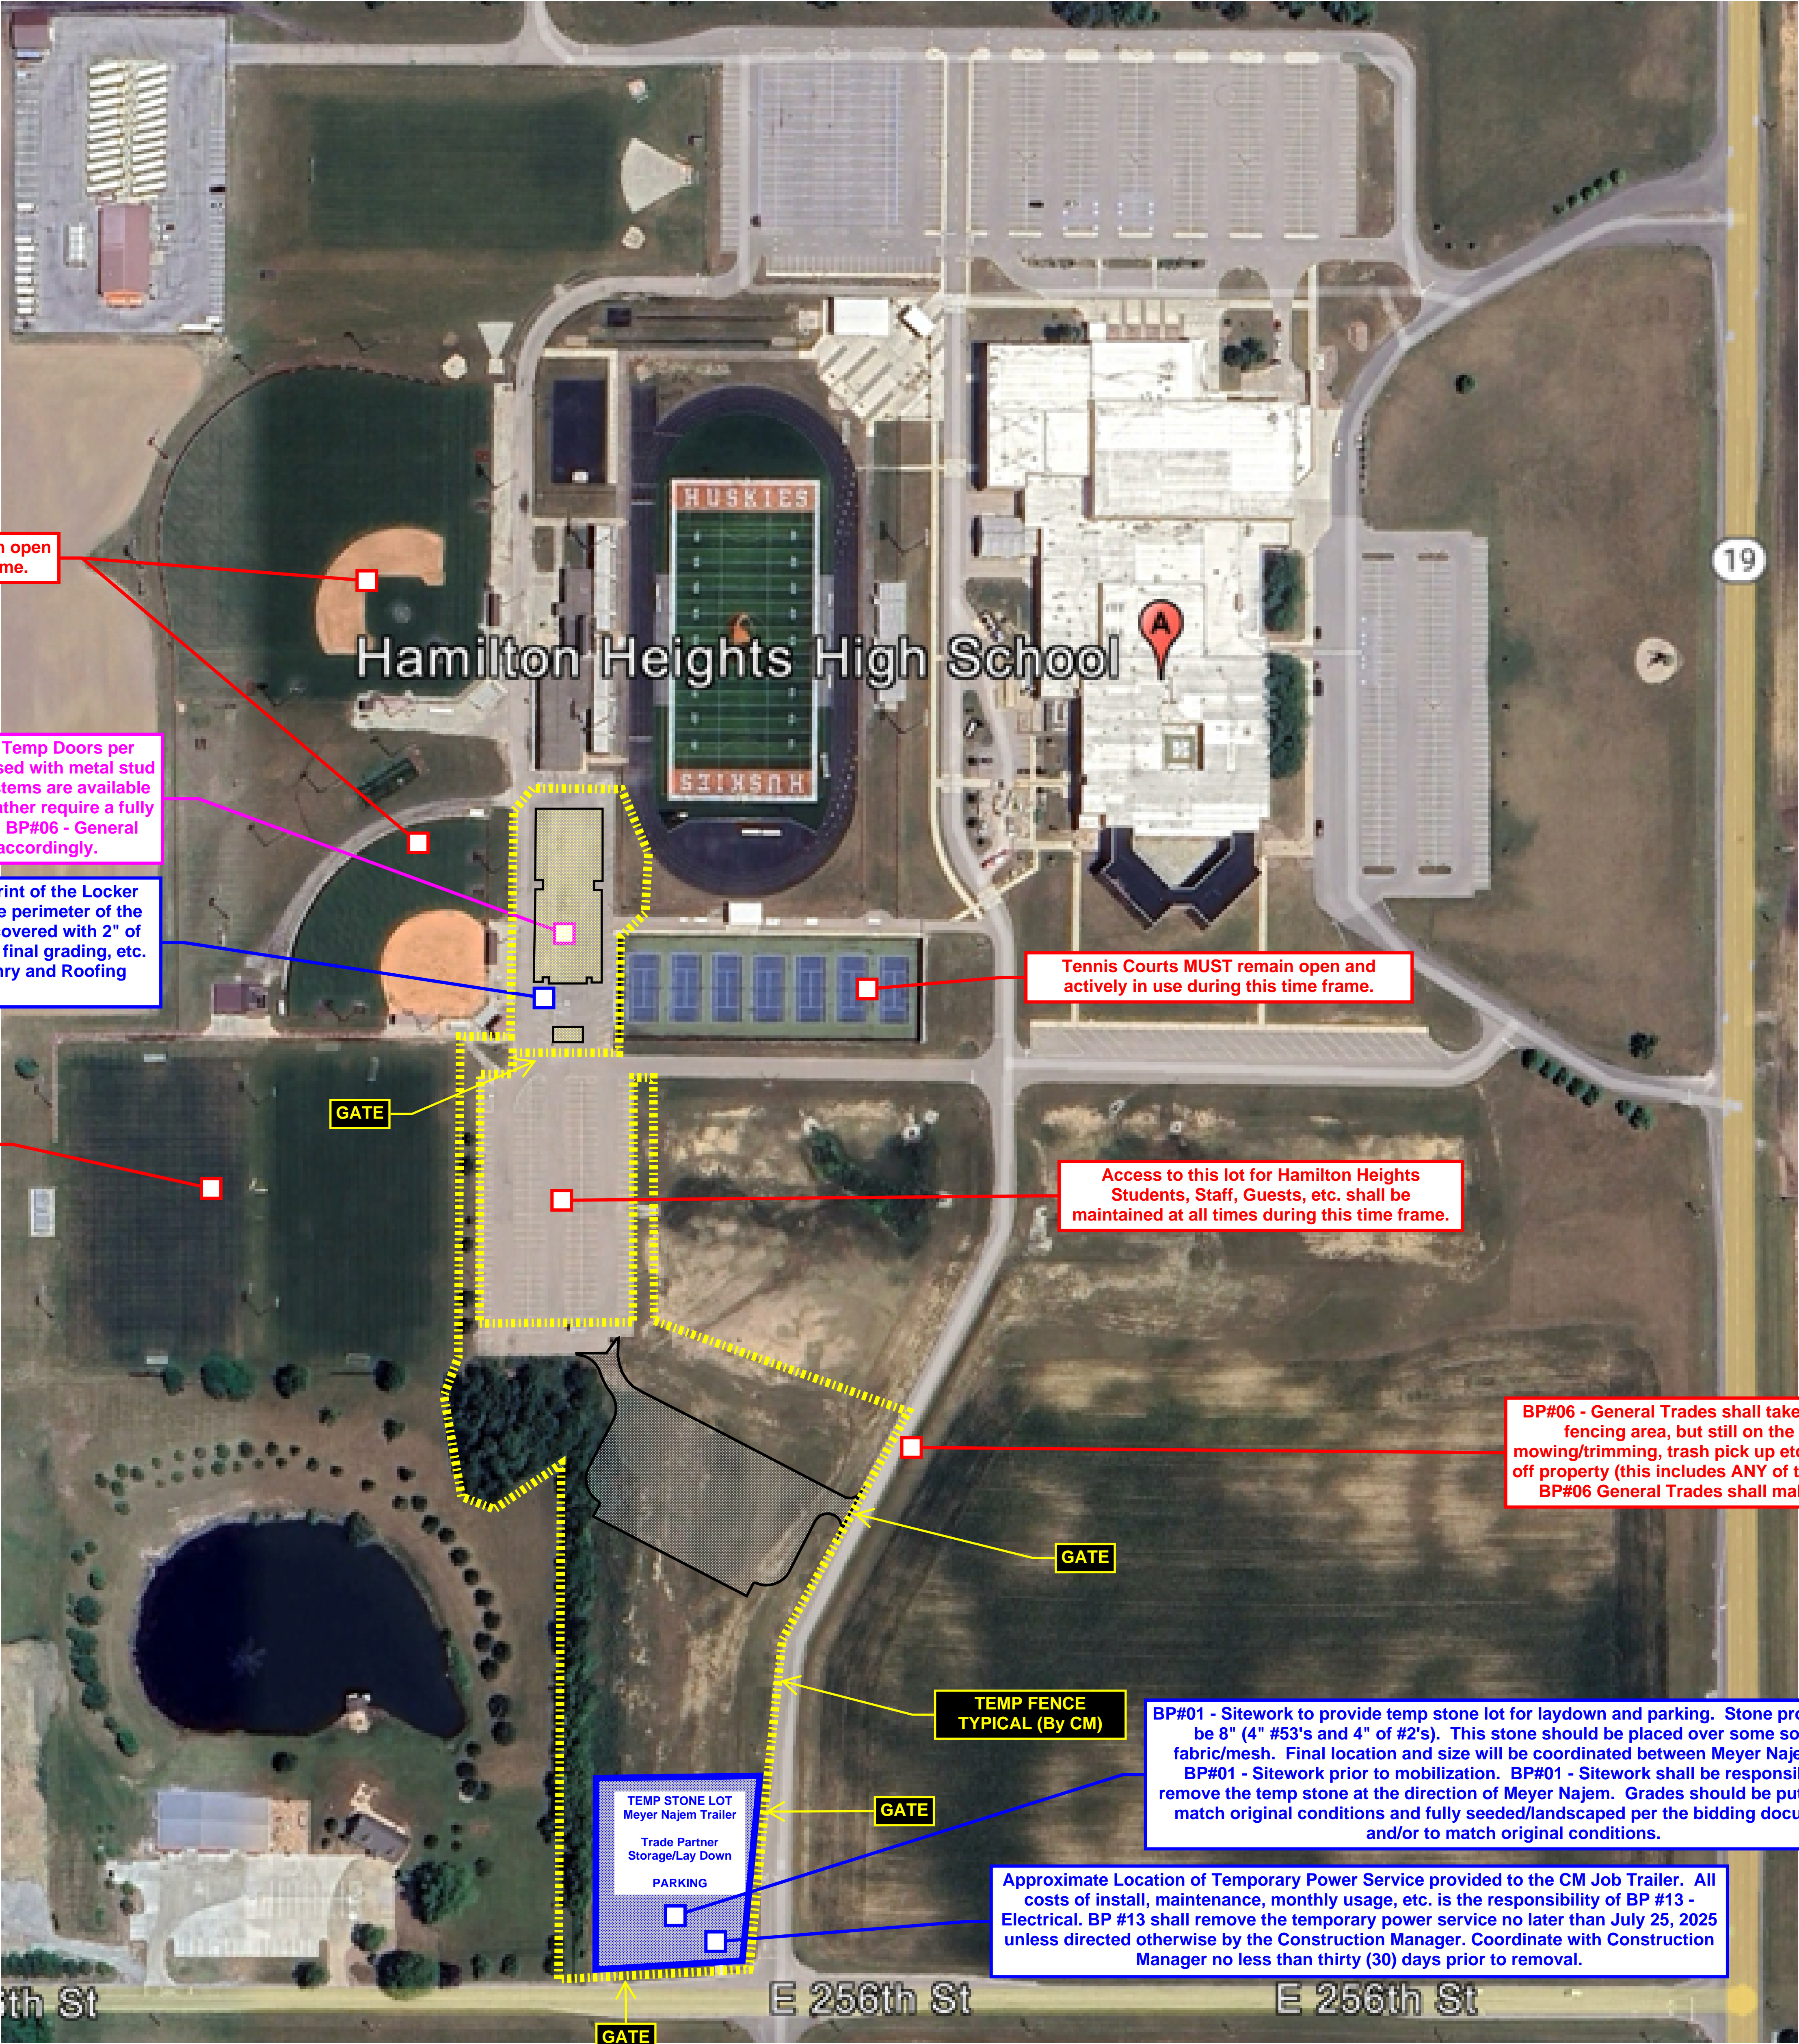 HUSKIES
n open
me.
19
Hamilton Heights High School
A
Temp Doors per
sed with metal stud
stems are available
ather require a fully
BP#06 - General
accordingly.
HUSKIES
rint of the Locker
e perimeter of the
covered with 2" of
final grading, etc.
nry and Roofing
Tennis Courts MUST remain open and
actively in use during this time frame.
GATE
Access to this lot for Hamilton Heights
Students, Staff, Guests, etc. shall be
maintained at all times during this time frame.
BP#06 - General Trades shall take
fencing area, but still on the
mowing/trimming, trash pick up etc
off property (this includes ANY of t
BP#06 General Trades shall mai
GATE
TEMP FENCE
TYPICAL (By CM)
BP#01 - Sitework to provide temp stone lot for laydown and parking. Stone pro
be 8" (4" #53's and 4" of #2's). This stone should be placed over some so
fabric/mesh. Final location and size will be coordinated between Meyer Naje
BP#01 - Sitework prior to mobilization. BP#01 - Sitework shall be responsil
remove the temp stone at the direction of Meyer Najem. Grades should be put
match original conditions and fully seeded/landscaped per the bidding docu
and/or to match original conditions.
GATE
TEMP STONE LOT
Meyer Najem Trailer
Trade Partner
Storage/Lay Down
PARKING
Approximate Location of Temporary Power Service provided to the CM Job Trailer. All
costs of install, maintenance, monthly usage, etc. is the responsibility of BP #13 -
Electrical. BP #13 shall remove the temporary power service no later than July 25, 2025
unless directed otherwise by the Construction Manager. Coordinate with Construction
Manager no less than thirty (30) days prior to removal.
th St
E 256th St
E 256th St
GATE